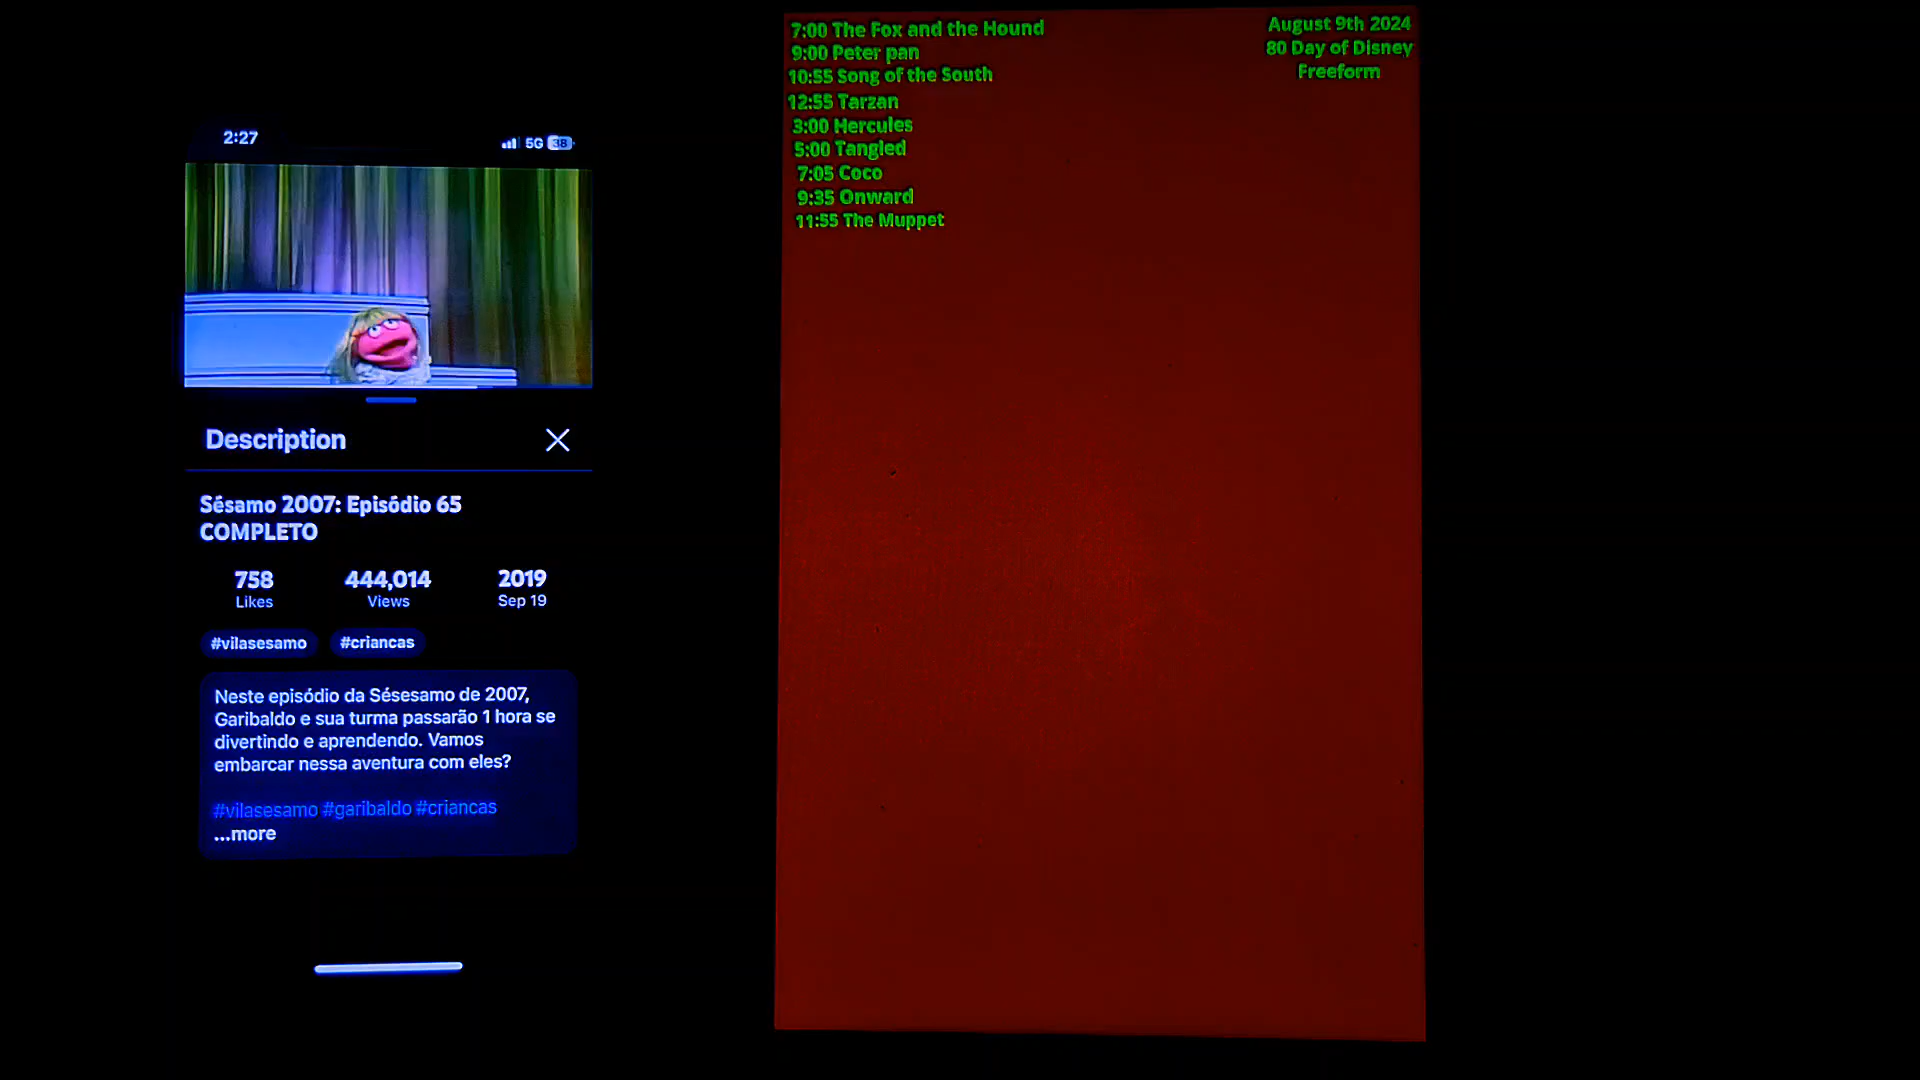 2:27
5G 38
Description
Sésamo 2007: Episódio 65
COMPLETO
758
Likes
444,014
Views
2019
Sep 19
#vilasesamo
#criancas
Neste episódio da Sésesamo de 2007,
Garibaldo e sua turma passarão 1 hora se
divertindo e aprendendo. Vamos
embarcar nessa aventura com eles?
#vilasesamo #garibaldo #criancas
...more
7:00 The Fox and the Hound
9:00 Peter pan
10:55 Song of the South
12:55 Tarzan
3:00 Hercules
5:00 Tangled
7:05 Coco
9:35 Onward
11:55 The Muppet
August 9th 2024
80 Day of Disney
Freeform